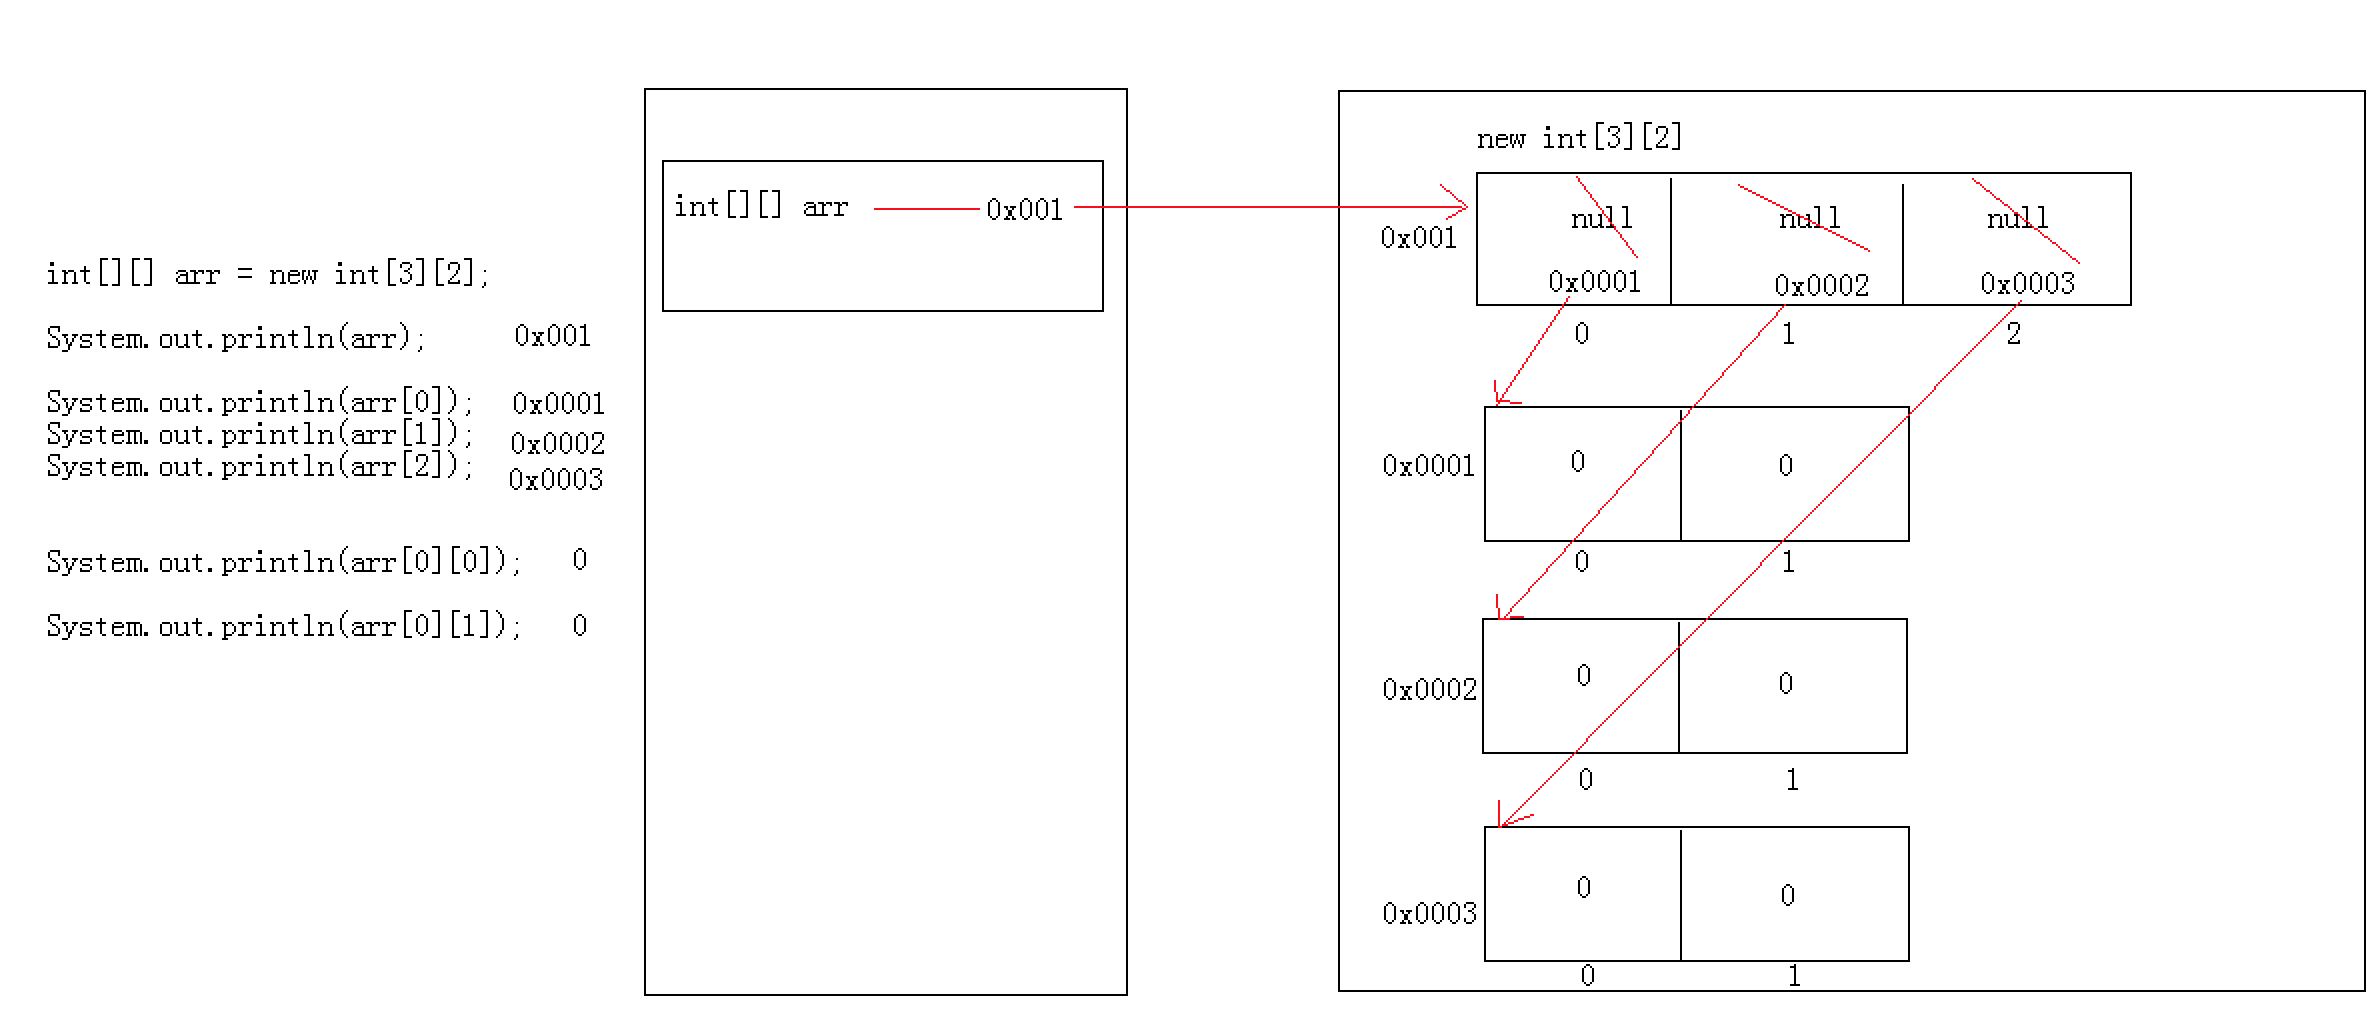 int[][] arr = new int[3][2];
System.out.println(arr); 0x001
System.out.println(arr[0]); 0x0001
System.out.println(arr[1]); 0x0002
System.out.println(arr[2]); 0x0003
System.out.println(arr[0][0]); 0
System.out.println(arr[0][1]); 0
int[][] arr 0x001
new int[3][2]
0x001
null null null
0x0001 0x0002 0x0003
0 1 2
0x0001 0 0
0 1
0x0002 0 0
0 1
0x0003 0 0
0 1